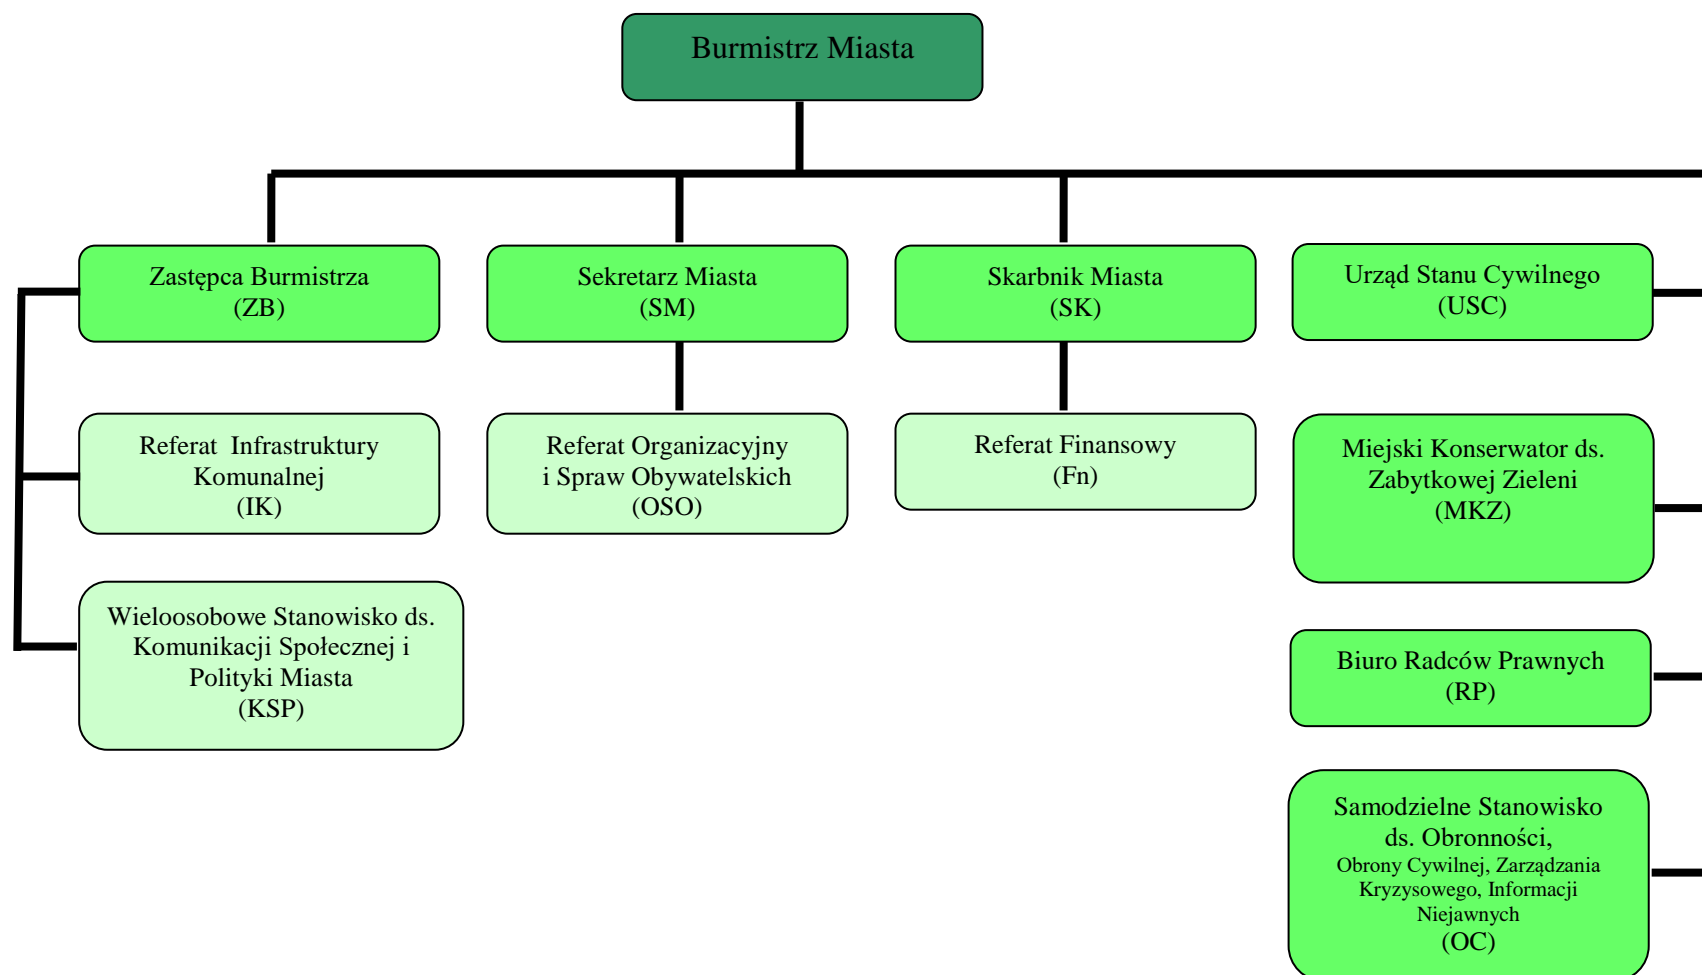 Burmistrz Miasta
Zastępca Burmistrza
(ZB)
Sekretarz Miasta
(SM)
Skarbnik Miasta
(SK)
Urząd Stanu Cywilnego
(USC)
Referat Infrastruktury
Komunalnej
(IK)
Referat Organizacyjny
i Spraw Obywatelskich
(OSO)
Referat Finansowy
(Fn)
Miejski Konserwator ds.
Zabytkowej Zieleni
(MKZ)
Wieloosobowe Stanowisko ds.
Komunikacji Społecznej i
Polityki Miasta
(KSP)
Biuro Radców Prawnych
(RP)
Samodzielne Stanowisko
ds. Obronności,
Obrony Cywilnej, Zarządzania
Kryzysowego, Informacji
Niejawnych
(OC)